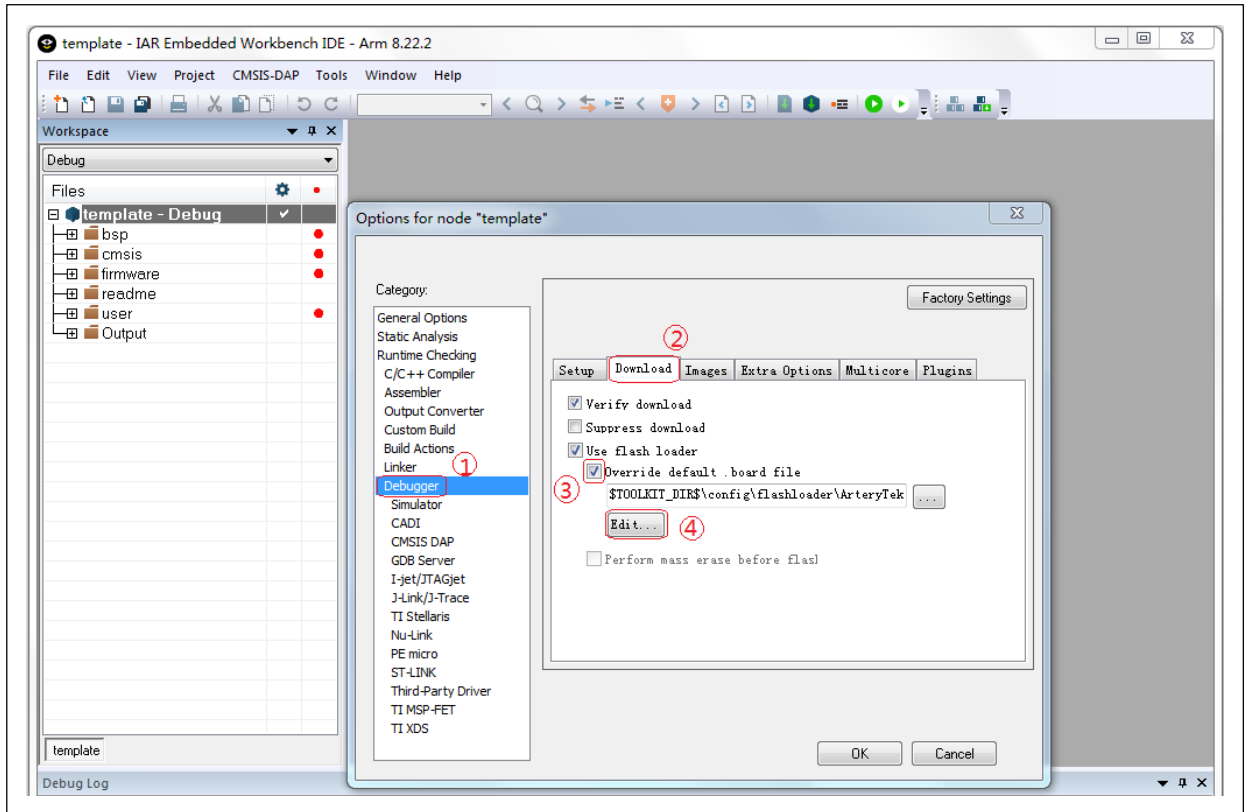 template - IAR Embedded Workbench IDE - Arm 8.22.2
File Edit View Project CMSIS-DAP Tools Window Help
Workspace
Debug
Files
template - Debug
bsp
cmsis
firmware
readme
user
Output
template
Debug Log
Options for node "template"
Category:
General Options
Static Analysis
Runtime Checking
C/C++ Compiler
Assembler
Output Converter
Custom Build
Build Actions
Linker
①
Debugger
Simulator
CADI
CMSIS DAP
GDB Server
I-jet/JTAGjet
J-Link/J-Trace
TI Stellaris
Nu-Link
PE micro
ST-LINK
Third-Party Driver
TI MSP-FET
TI XDS
Factory Settings
②
Setup Download Images Extra Options Multicore Plugins
Verify download
Suppress download
Use flash loader
Override default .board file
③
$TOOLKIT_DIR$\config\flashloader\ArteryTek ...
Edit... ④
Perform mass erase before flasl
OK Cancel